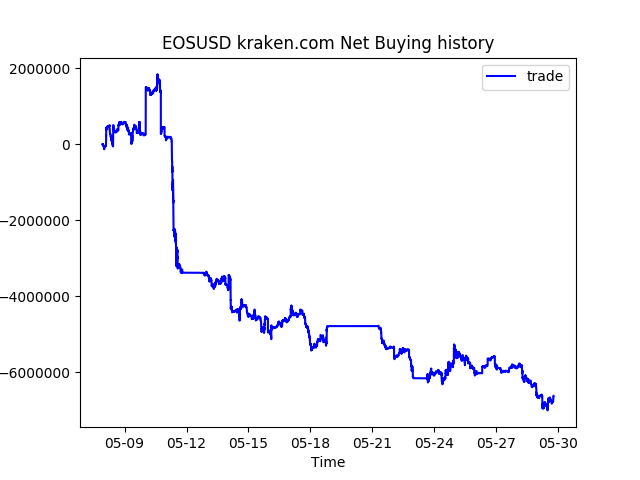 EOSUSD kraken.com Net Buying history
trade
2000000
0
−2000000
−4000000
−6000000
05-09 05-12 05-15 05-18 05-21 05-24 05-27 05-30
Time